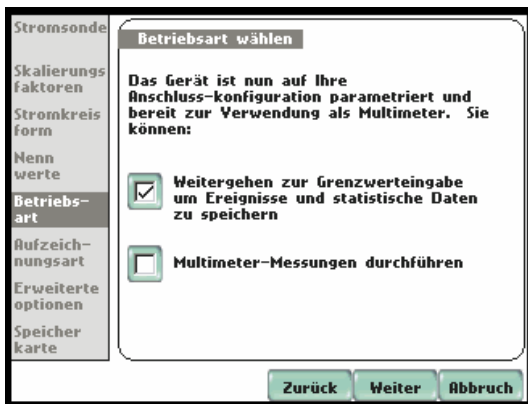 Stromsonde
Skalierungs
faktoren
Stromkreis
form
Nenn
werte
Betriebs-
art
Aufzeich-
nungsart
Erweiterte
optionen
Speicher
karte
Betriebsart wählen
Das Gerät ist nun auf Ihre
Anschluss-konfiguration parametriert und
bereit zur Verwendung als Multimeter. Sie
können:
Weitergehen zur Grenzwerteingabe
um Ereignisse und statistische Daten
zu speichern
Multimeter-Messungen durchführen
Zurück Weiter Abbruch